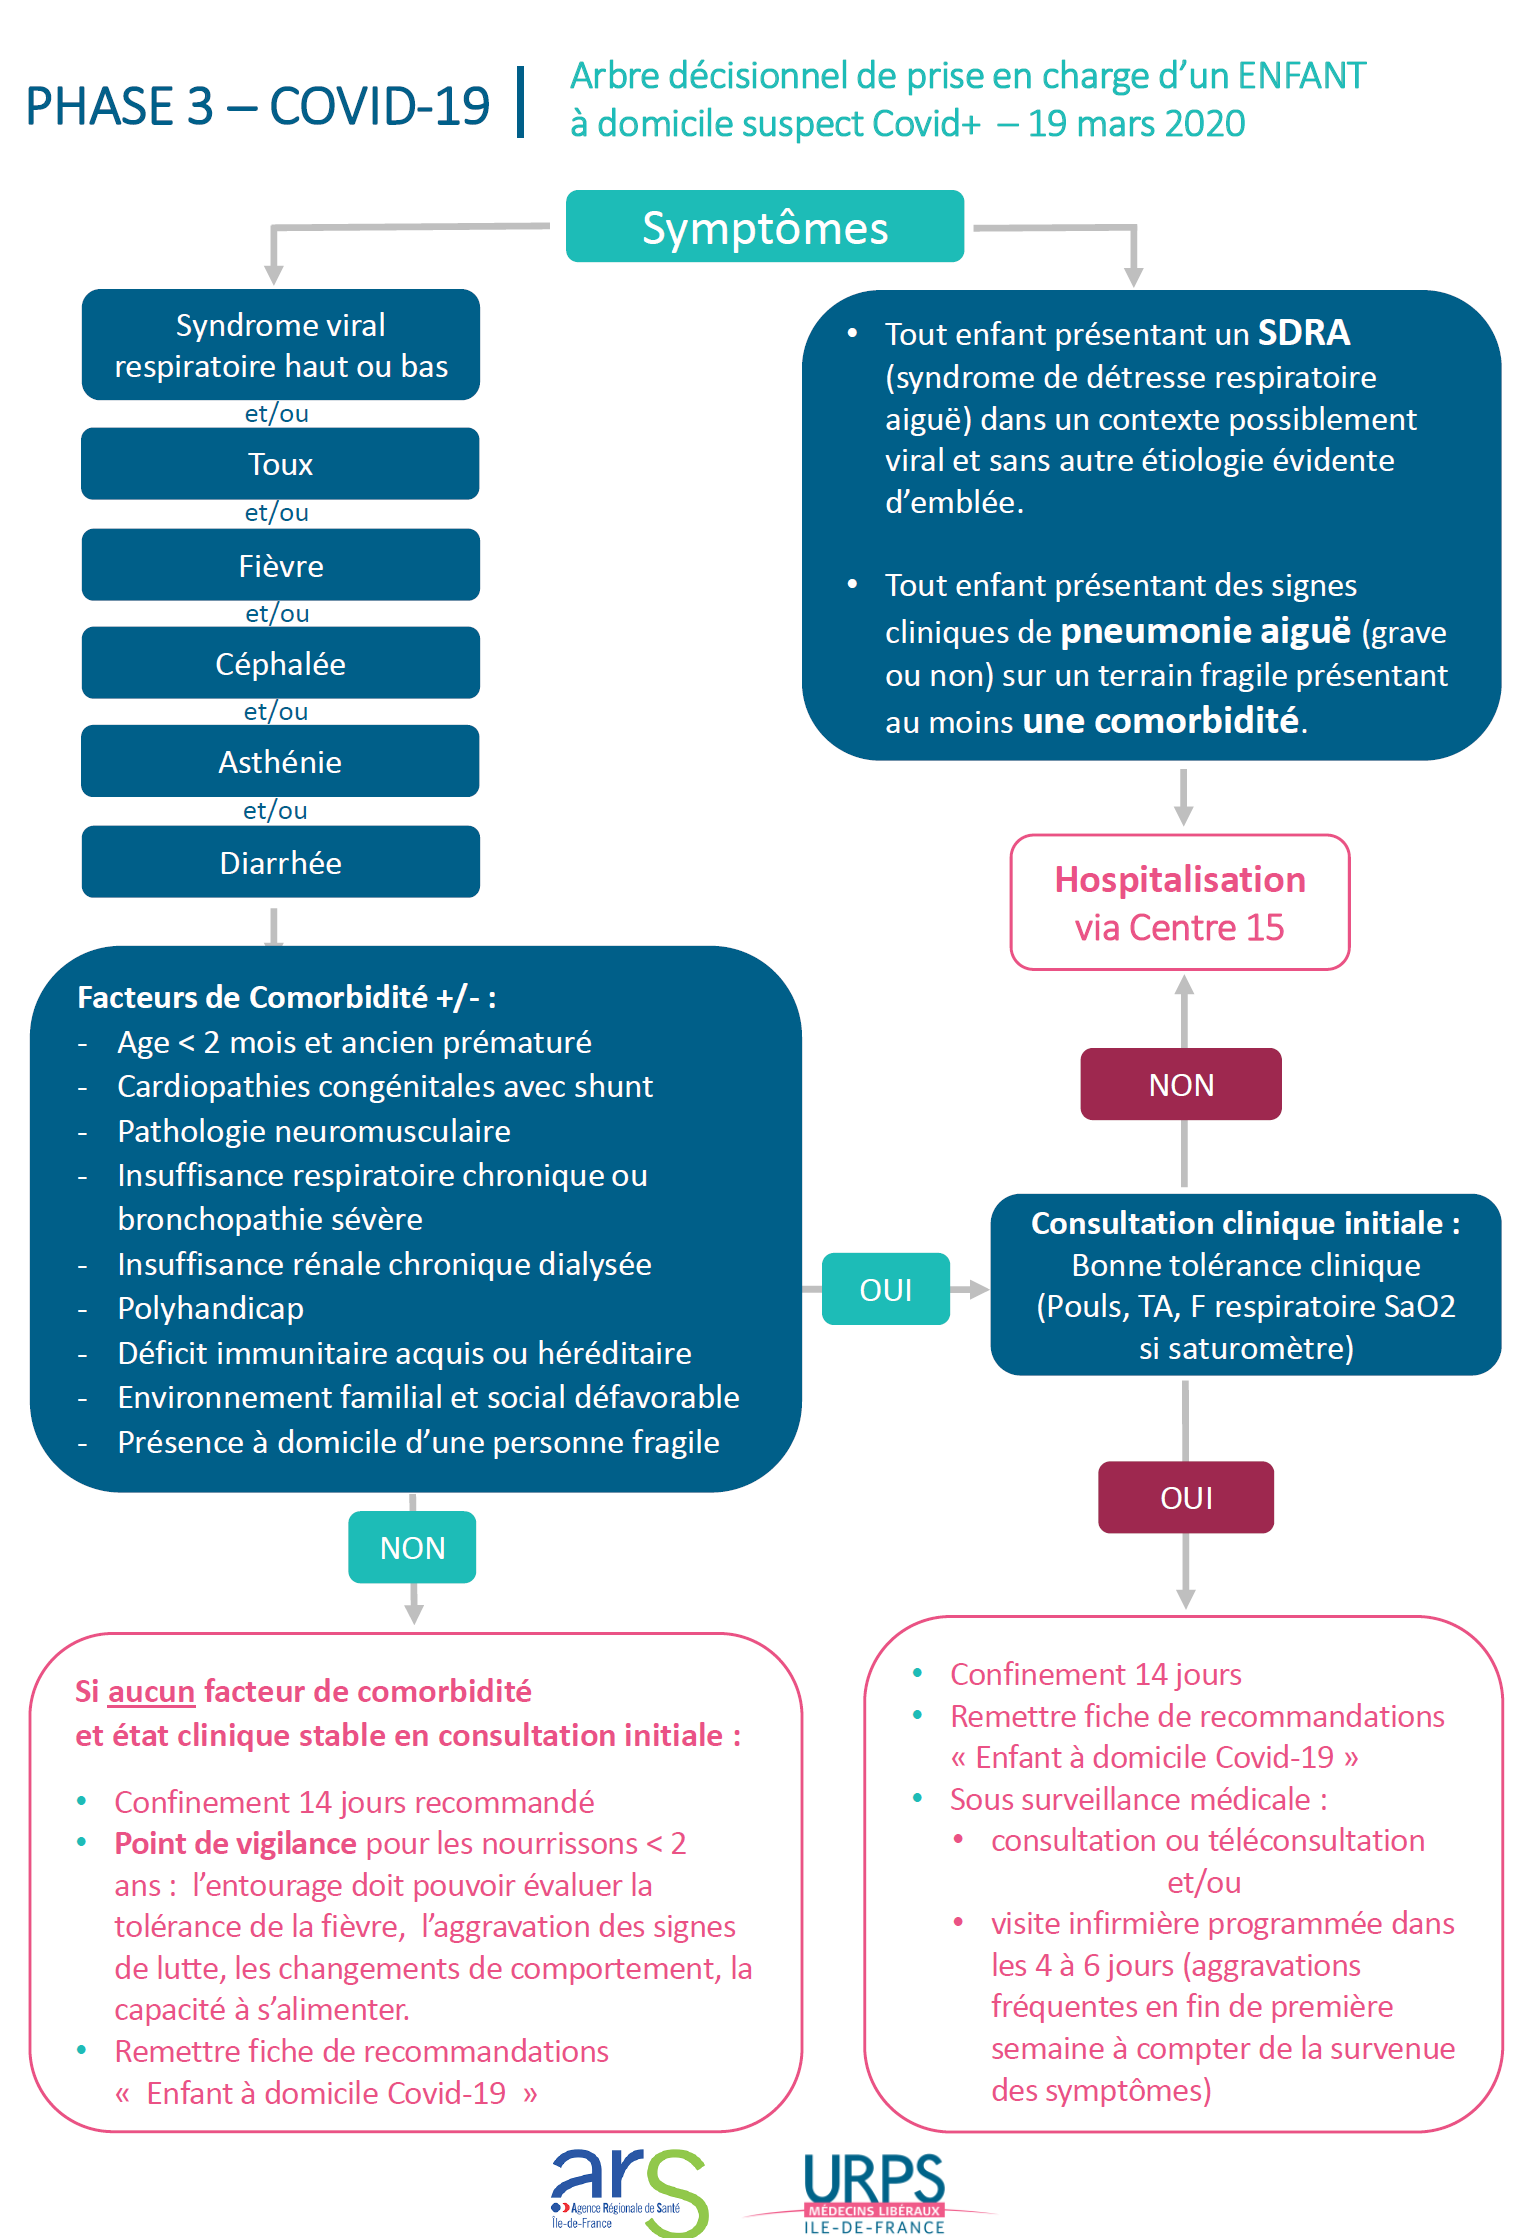 PHASE 3 – COVID-19
Arbre décisionnel de prise en charge d’un ENFANT
à domicile suspect Covid+ – 19 mars 2020
Symptômes
Syndrome viral
respiratoire haut ou bas
et/ou
Toux
et/ou
Fièvre
et/ou
Céphalée
et/ou
Asthénie
et/ou
Diarrhée
• Tout enfant présentant un SDRA
(syndrome de détresse respiratoire
aiguë) dans un contexte possiblement
viral et sans autre étiologie évidente
d’emblée.
• Tout enfant présentant des signes
cliniques de pneumonie aiguë (grave
ou non) sur un terrain fragile présentant
au moins une comorbidité.
Hospitalisation
via Centre 15
NON
Facteurs de Comorbidité +/- :
- Age < 2 mois et ancien prématuré
- Cardiopathies congénitales avec shunt
- Pathologie neuromusculaire
- Insuffisance respiratoire chronique ou
bronchopathie sévère
- Insuffisance rénale chronique dialysée
- Polyhandicap
- Déficit immunitaire acquis ou héréditaire
- Environnement familial et social défavorable
- Présence à domicile d’une personne fragile
OUI
Consultation clinique initiale :
Bonne tolérance clinique
(Pouls, TA, F respiratoire SaO2
si saturomètre)
OUI
NON
Si aucun facteur de comorbidité
et état clinique stable en consultation initiale :
• Confinement 14 jours recommandé
• Point de vigilance pour les nourrissons < 2
ans : l’entourage doit pouvoir évaluer la
tolérance de la fièvre, l’aggravation des signes
de lutte, les changements de comportement, la
capacité à s’alimenter.
• Remettre fiche de recommandations
« Enfant à domicile Covid-19 »
• Confinement 14 jours
• Remettre fiche de recommandations
« Enfant à domicile Covid-19 »
• Sous surveillance médicale :
• consultation ou téléconsultation
et/ou
• visite infirmière programmée dans
les 4 à 6 jours (aggravations
fréquentes en fin de première
semaine à compter de la survenue
des symptômes)
ars
Agence Régionale de Santé
Île-de-France
URPS
MÉDECINS LIBÉRAUX
ILE-DE-FRANCE